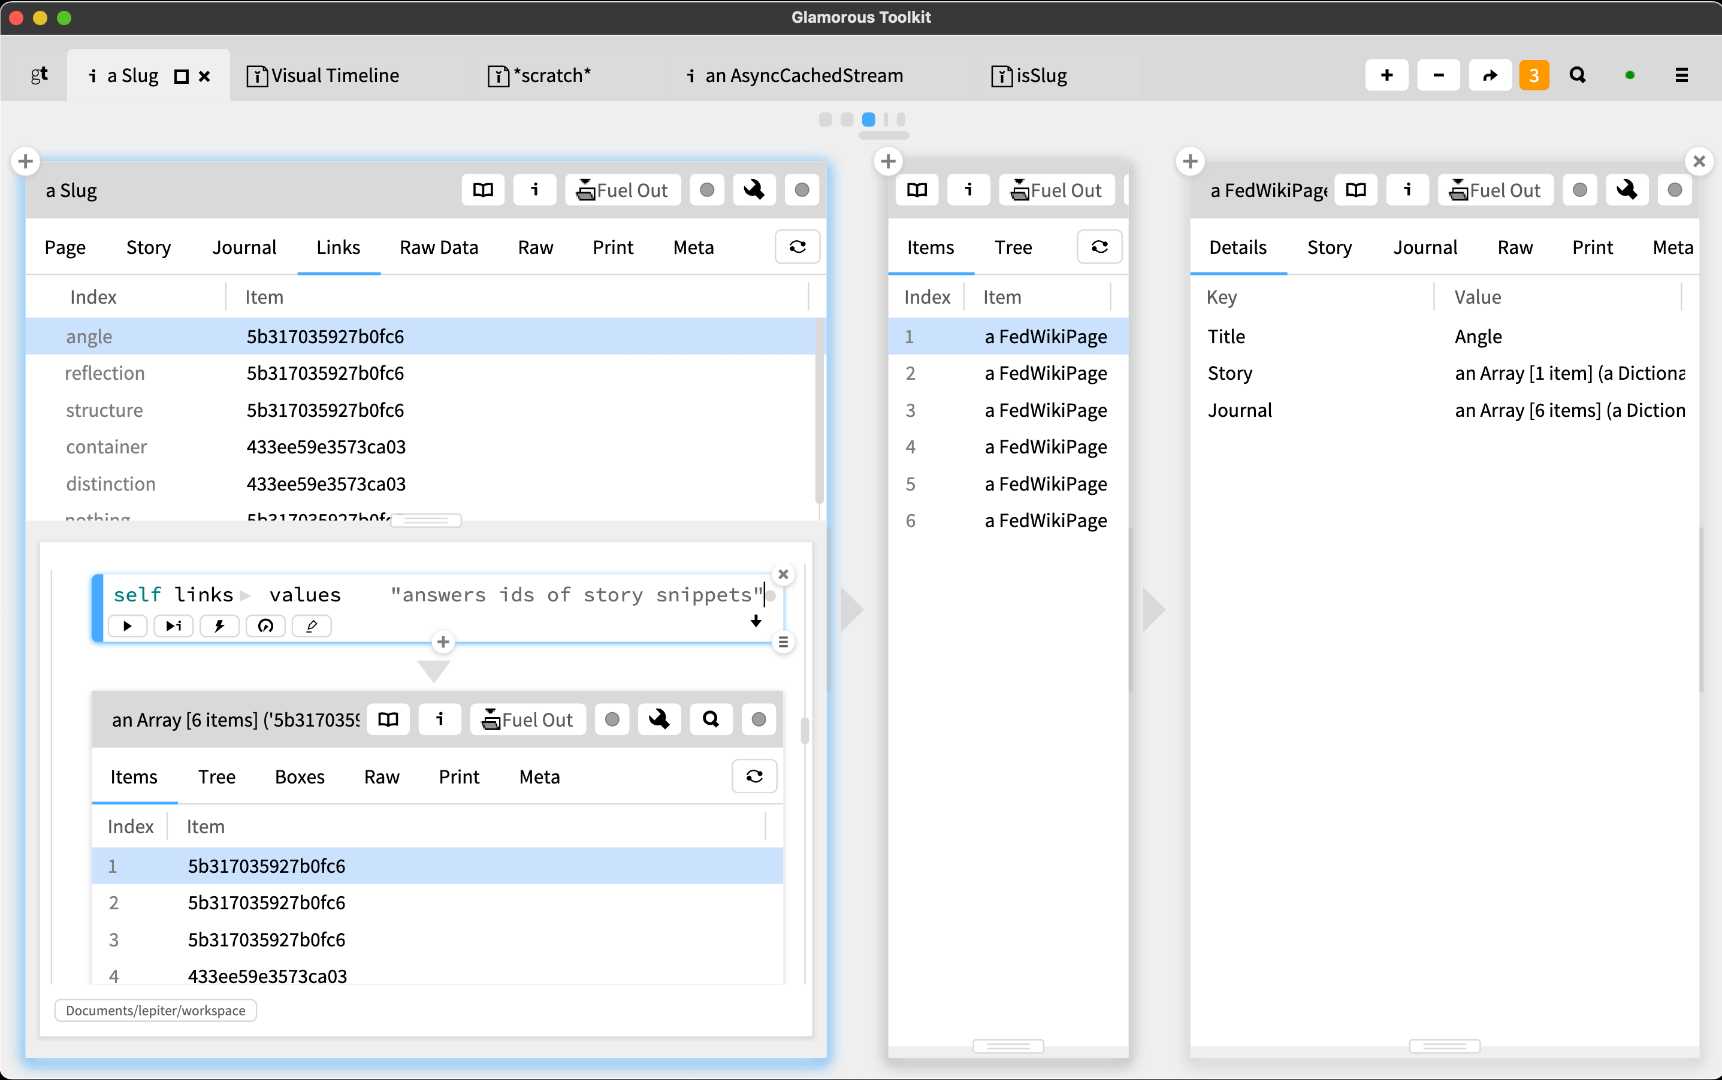 Glamorous Toolkit
gt
i a Slug
Visual Timeline
*scratch*
i an AsyncCachedStream
isSlug
3
a Slug
i
Fuel Out
Page Story Journal Links Raw Data Raw Print Meta
Index Item
angle 5b317035927b0fc6
reflection 5b317035927b0fc6
structure 5b317035927b0fc6
container 433ee59e3573ca03
distinction 433ee59e3573ca03
nothing 5b317035927b0fc6
self links values "answers ids of story snippets"
an Array [6 items] ('5b317035
i
Fuel Out
Items Tree Boxes Raw Print Meta
Index Item
1 5b317035927b0fc6
2 5b317035927b0fc6
3 5b317035927b0fc6
4 433ee59e3573ca03
Documents/lepiter/workspace
i
Fuel Out
Items Tree
Index Item
1 a FedWikiPage
2 a FedWikiPage
3 a FedWikiPage
4 a FedWikiPage
5 a FedWikiPage
6 a FedWikiPage
a FedWikiPage
i
Fuel Out
Details Story Journal Raw Print Meta
Key Value
Title Angle
Story an Array [1 item] (a Dictiona
Journal an Array [6 items] (a Diction